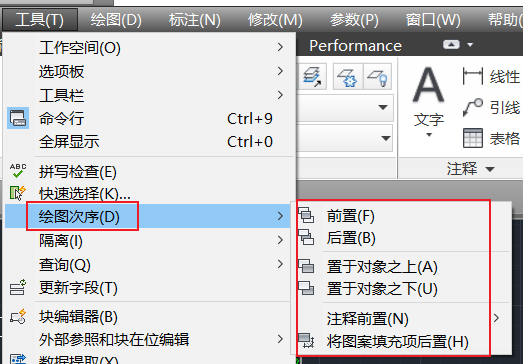 工具(T) 绘图(D) 标注(N) 修改(M) 参数(P) 窗口(W) 帮助(H)
工作空间(O)
Performance
选项板
工具栏
命令行 Ctrl+9
全屏显示 Ctrl+0
A
文字
线性
引线
表格
注释
ABC
拼写检查(E)
快速选择(K)...
绘图次序(D)
隔离(I)
查询(Q)
更新字段(T)
块编辑器(B)
外部参照和块在位编辑
数据提取(X)...
前置(F)
后置(B)
置于对象之上(A)
置于对象之下(U)
注释前置(N)
将图案填充项后置(H)